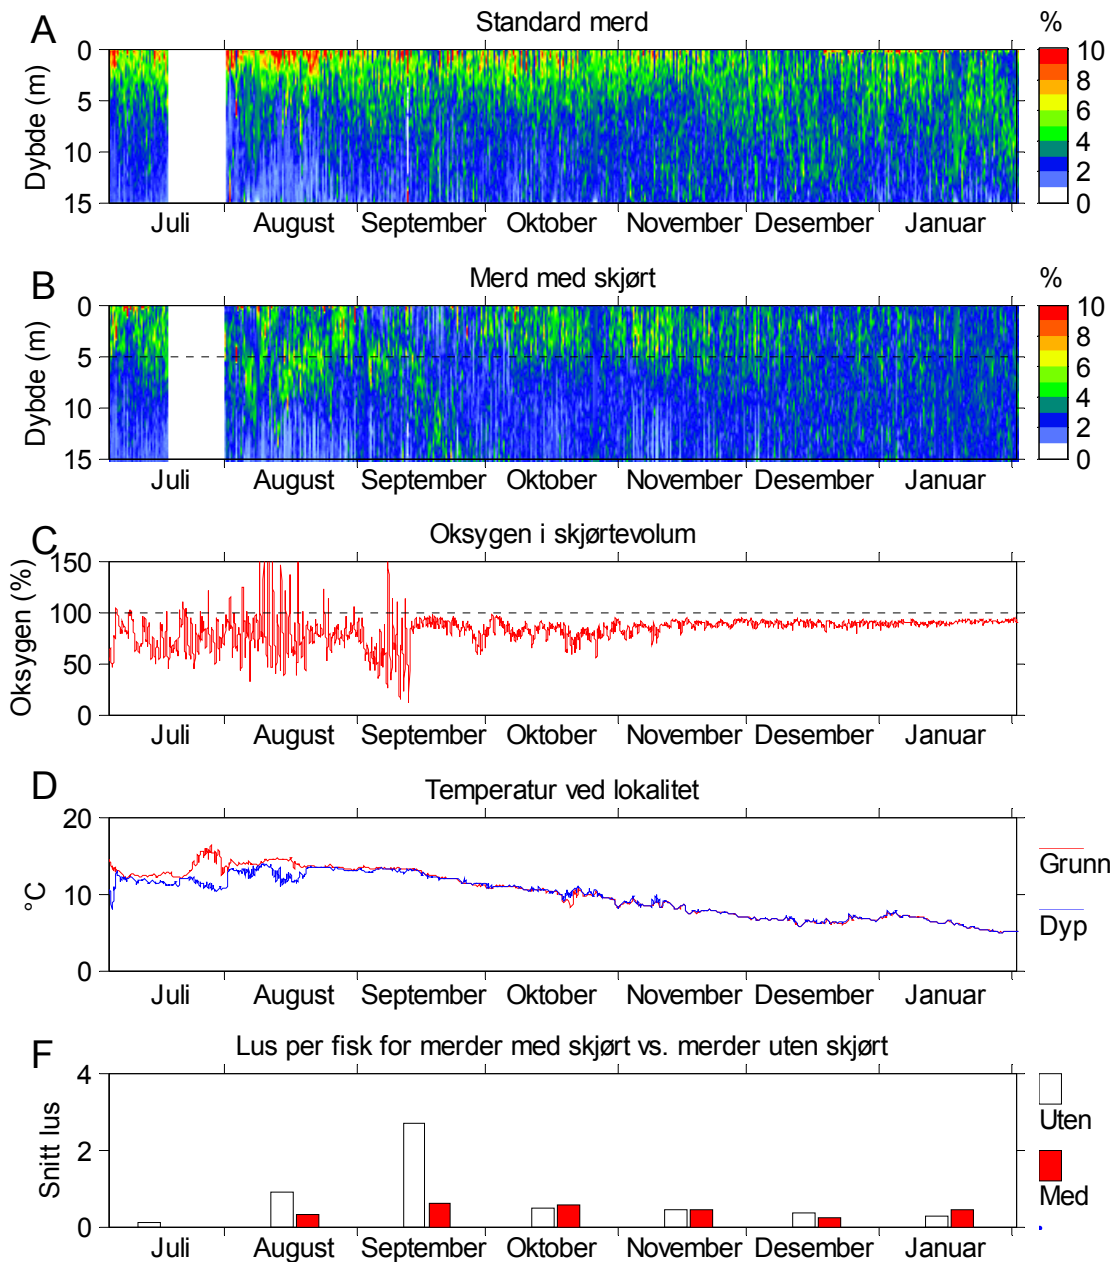 A
Standard merd
%
Dybde (m)
0
5
10
15
10
8
6
4
2
0
Juli August September Oktober November Desember Januar
B
Merd med skjørt
%
Dybde (m)
0
5
10
15
10
8
6
4
2
0
Juli August September Oktober November Desember Januar
C
Oksygen i skjørtevolum
Oksygen (%)
150
100
50
0
Juli August September Oktober November Desember Januar
D
Temperatur ved lokalitet
°C
20
10
0
Grunn
Dyp
Juli August September Oktober November Desember Januar
F
Lus per fisk for merder med skjørt vs. merder uten skjørt
Snitt lus
4
2
0
Uten
Med
Juli August September Oktober November Desember Januar